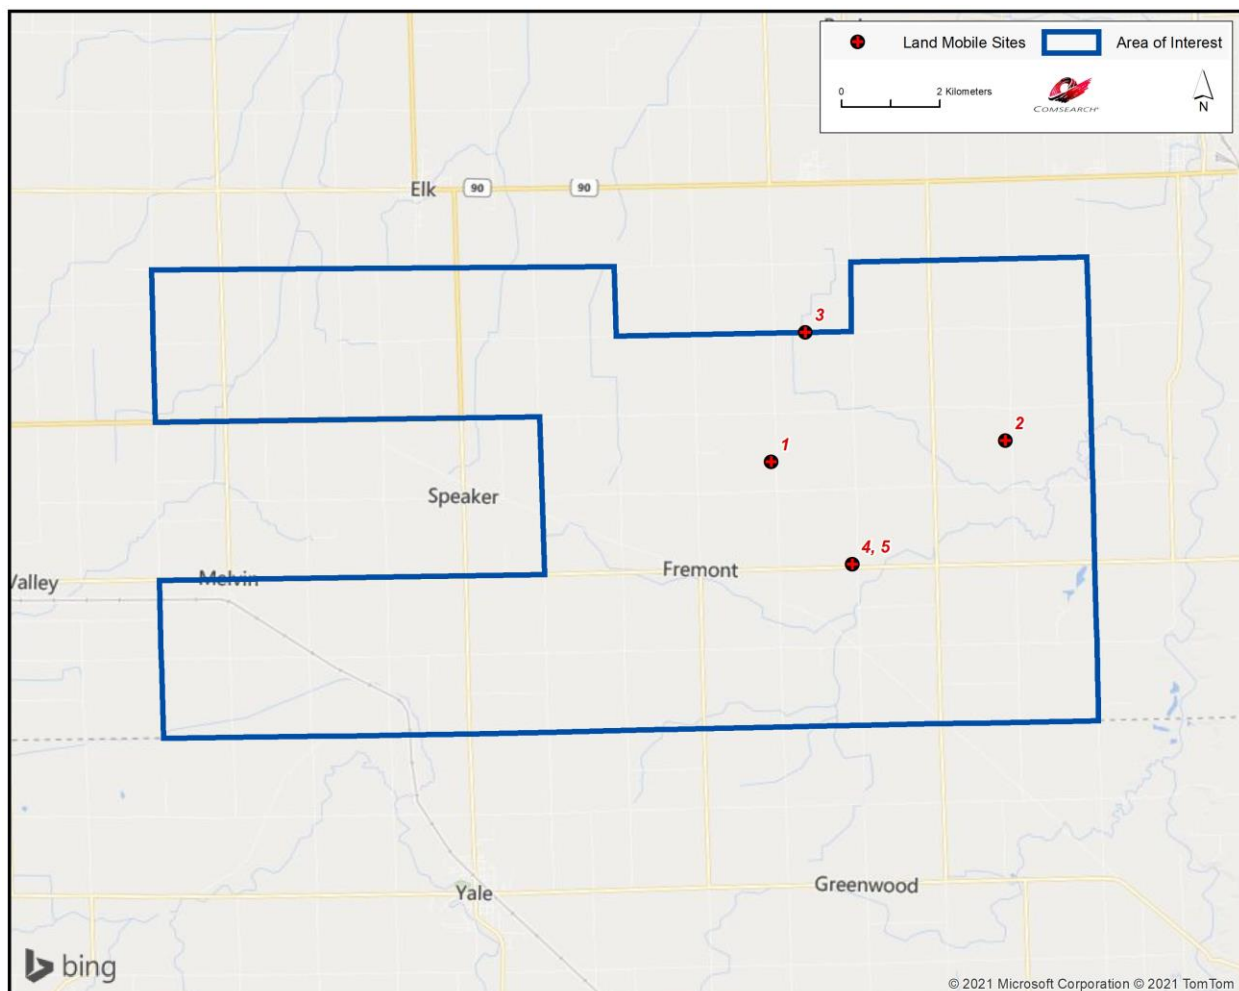 Land Mobile Sites
Area of Interest
0
2 Kilometers
COMSEARCH®
N
Elk
90
90
3
2
1
Speaker
4, 5
Fremont
Valley
Melvin
Greenwood
Yale
bing
© 2021 Microsoft Corporation © 2021 TomTom